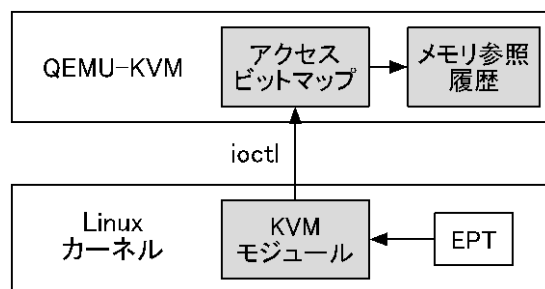 QEMU-KVM
アクセス
ビットマップ
メモリ参照
履歴
ioctl
Linux
カーネル
KVM
モジュール
EPT